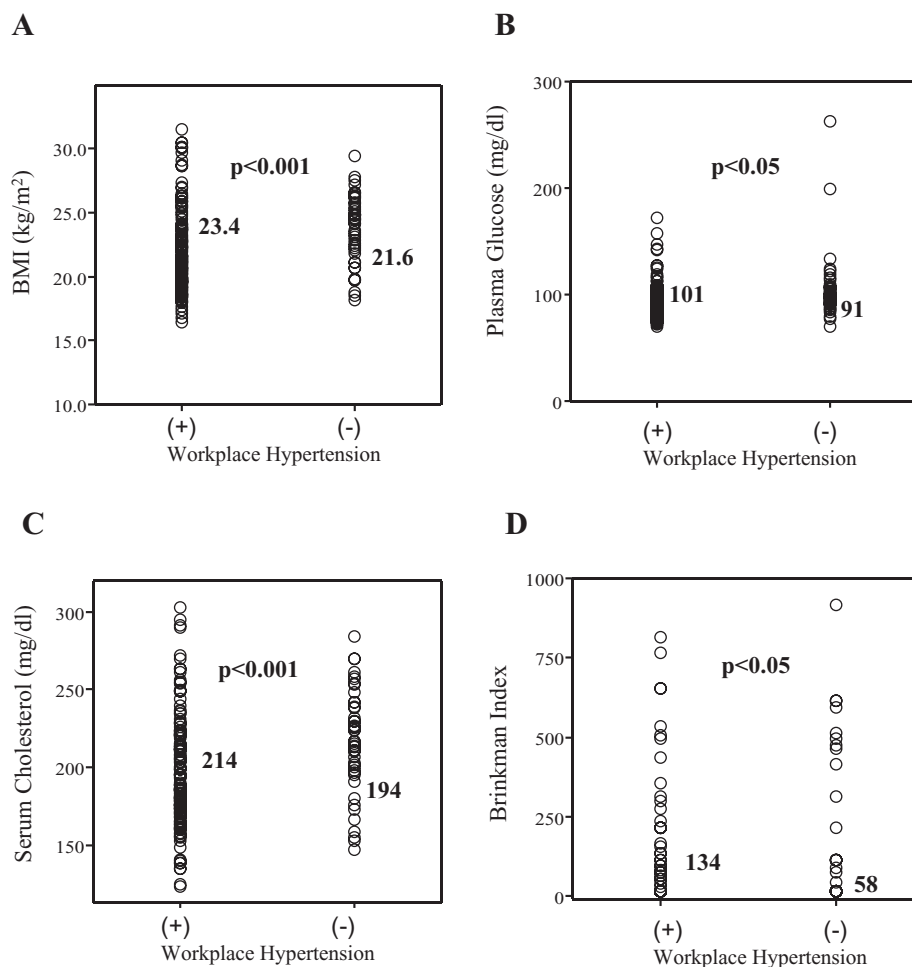 A
BMI (kg/m²)
30.0
25.0
20.0
15.0
10.0
p<0.001
23.4
21.6
(+)
(-)
Workplace Hypertension
B
Plasma Glucose (mg/dl)
300
200
100
0
p<0.05
101
91
(+)
(-)
Workplace Hypertension
C
Serum Cholesterol (mg/dl)
300
250
200
150
p<0.001
214
194
(+)
(-)
Workplace Hypertension
D
Brinkman Index
1000
750
500
250
0
p<0.05
134
58
(+)
(-)
Workplace Hypertension